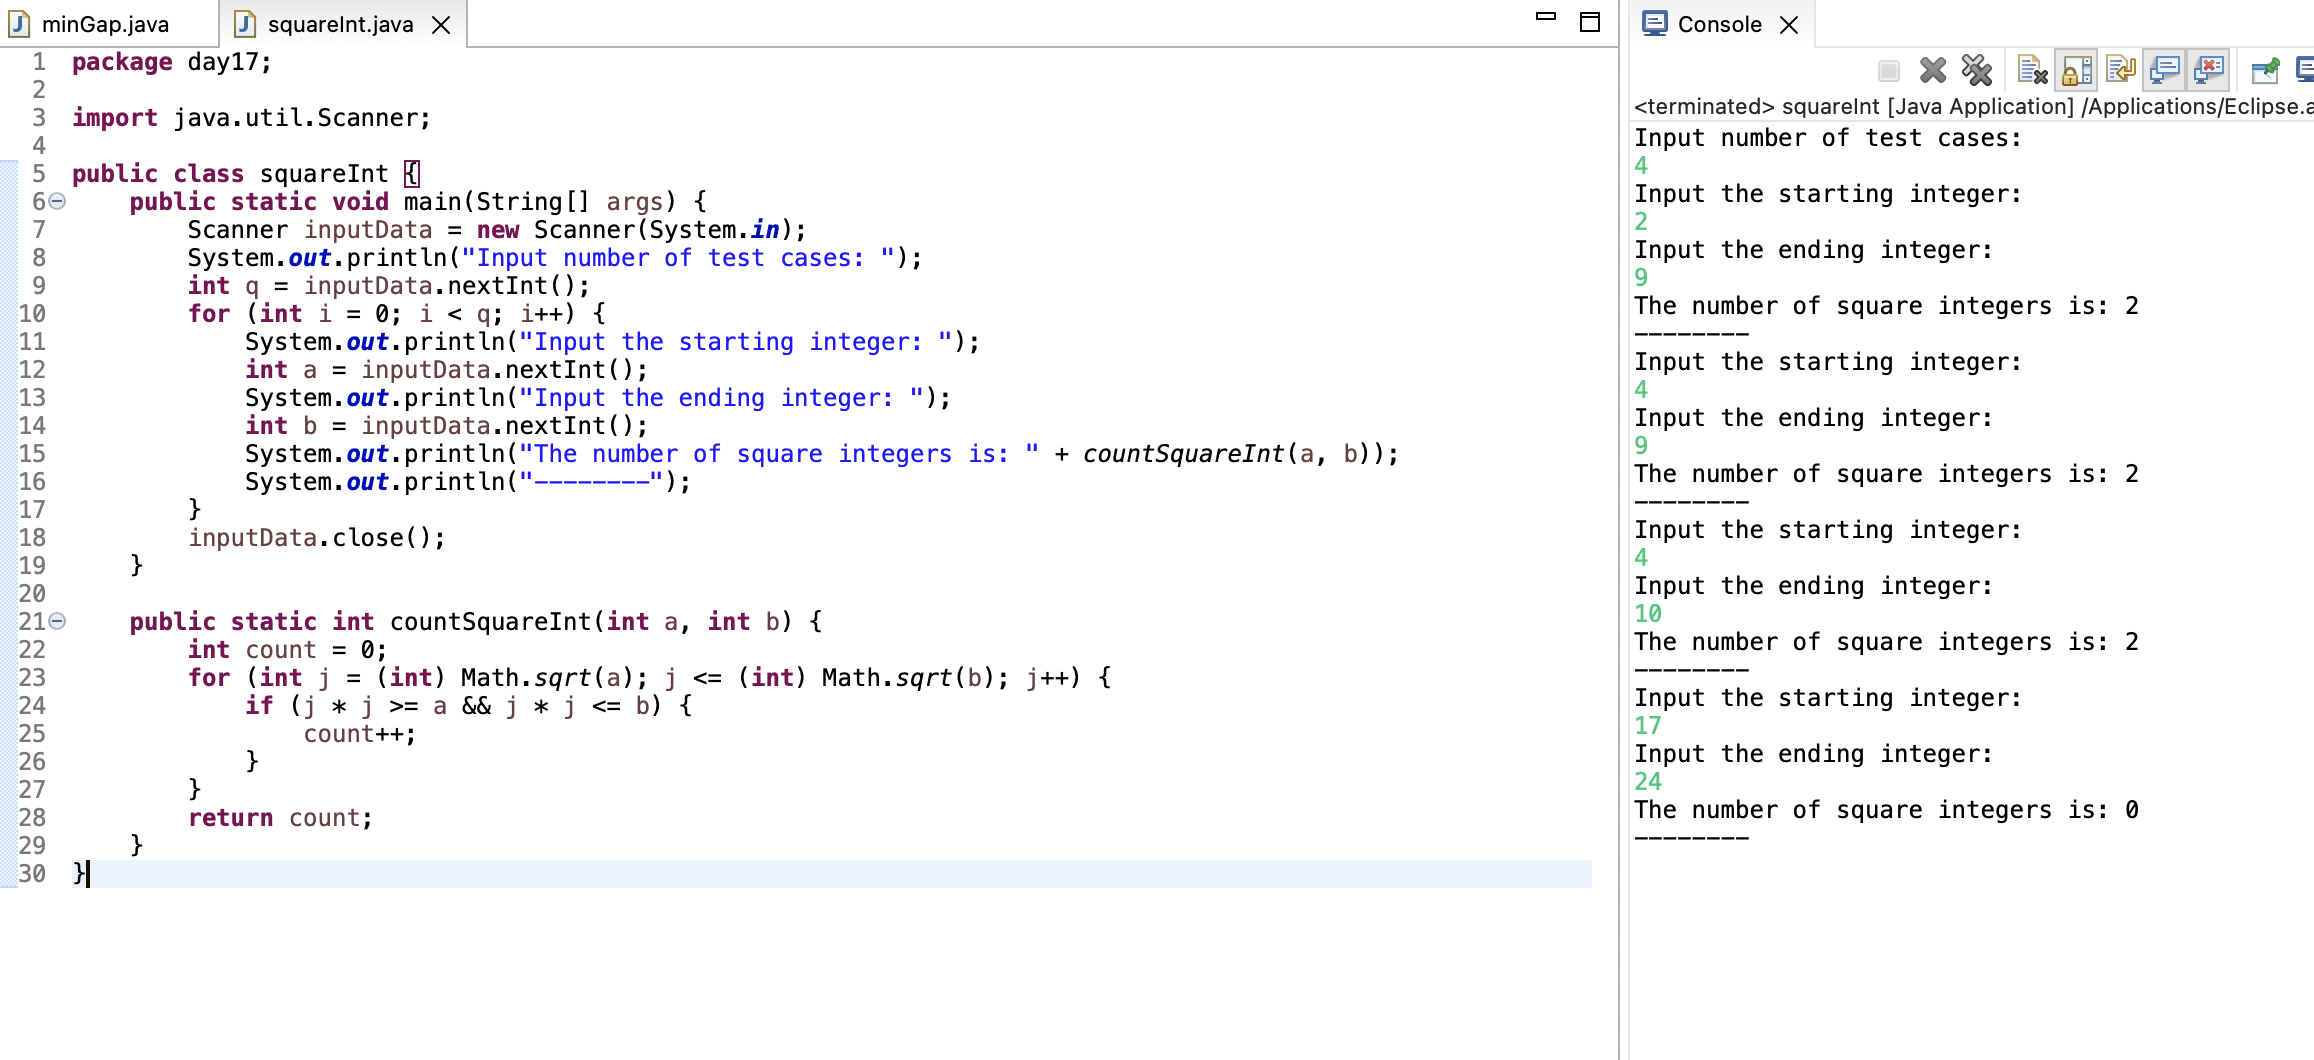 minGap.java
squareInt.java
1 package day17;
2
3 import java.util.Scanner;
4
5 public class squareInt {
6     public static void main(String[] args) {
7         Scanner inputData = new Scanner(System.in);
8         System.out.println("Input number of test cases: ");
9         int q = inputData.nextInt();
10         for (int i = 0; i < q; i++) {
11             System.out.println("Input the starting integer: ");
12             int a = inputData.nextInt();
13             System.out.println("Input the ending integer: ");
14             int b = inputData.nextInt();
15             System.out.println("The number of square integers is: " + countSquareInt(a, b));
16             System.out.println("--------");
17         }
18         inputData.close();
19     }
20
21     public static int countSquareInt(int a, int b) {
22         int count = 0;
23         for (int j = (int) Math.sqrt(a); j <= (int) Math.sqrt(b); j++) {
24             if (j * j >= a && j * j <= b) {
25                 count++;
26             }
27         }
28         return count;
29     }
30 }
Console
<terminated> squareInt [Java Application] /Applications/Eclipse.a
Input number of test cases:
4
Input the starting integer:
2
Input the ending integer:
9
The number of square integers is: 2
--------
Input the starting integer:
4
Input the ending integer:
9
The number of square integers is: 2
--------
Input the starting integer:
4
Input the ending integer:
10
The number of square integers is: 2
--------
Input the starting integer:
17
Input the ending integer:
24
The number of square integers is: 0
--------